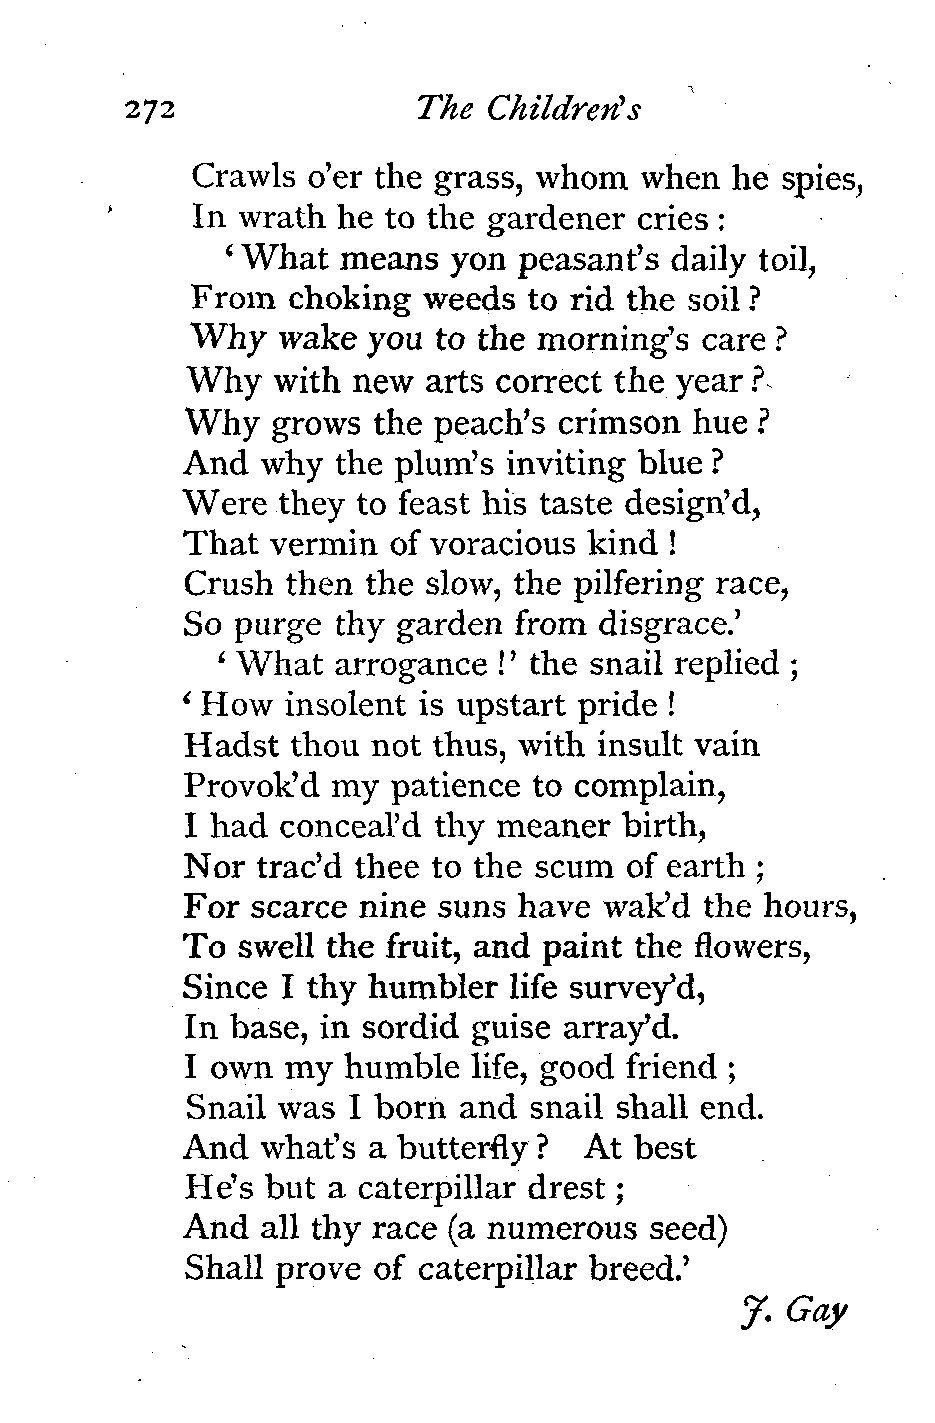 272 The Children's
Crawls o'er the grass, whom when he spies,
In wrath he to the gardener cries :
‘ What means yon peasant's daily toil,
From choking weeds to rid the soil ?
Why wake you to the morning's care ?
Why with new arts correct the year ?
Why grows the peach's crimson hue ?
And why the plum's inviting blue ?
Were they to feast his taste design'd,
That vermin of voracious kind !
Crush then the slow, the pilfering race,
So purge thy garden from disgrace.’
‘ What arrogance !’ the snail replied ;
‘ How insolent is upstart pride !
Hadst thou not thus, with insult vain
Provok'd my patience to complain,
I had conceal'd thy meaner birth,
Nor trac'd thee to the scum of earth ;
For scarce nine suns have wak'd the hours,
To swell the fruit, and paint the flowers,
Since I thy humbler life survey'd,
In base, in sordid guise array'd.
I own my humble life, good friend ;
Snail was I born and snail shall end.
And what's a butterfly ? At best
He's but a caterpillar drest ;
And all thy race (a numerous seed)
Shall prove of caterpillar breed.’
J. Gay